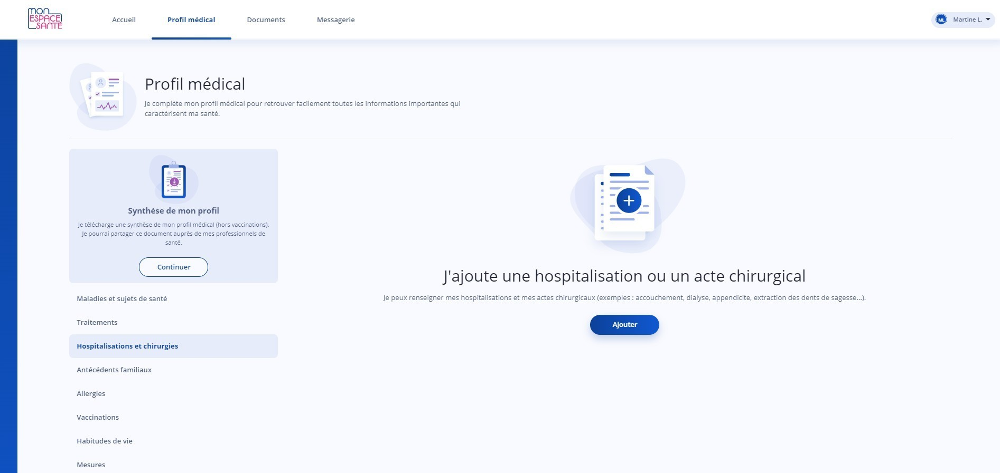 mon
ESPACE
SANTÉ
Accueil
Profil médical
Documents
Messagerie
ML
Martine L.
Profil médical
Je complète mon profil médical pour retrouver facilement toutes les informations importantes qui
caractérisent ma santé.
Synthèse de mon profil
Je télécharge une synthèse de mon profil médical (hors vaccinations).
Je pourrai partager ce document auprès de mes professionnels de
santé.
Continuer
Maladies et sujets de santé
Traitements
Hospitalisations et chirurgies
Antécédents familiaux
Allergies
Vaccinations
Habitudes de vie
Mesures
J'ajoute une hospitalisation ou un acte chirurgical
Je peux renseigner mes hospitalisations et mes actes chirurgicaux (exemples : accouchement, dialyse, appendicite, extraction des dents de sagesse...).
Ajouter